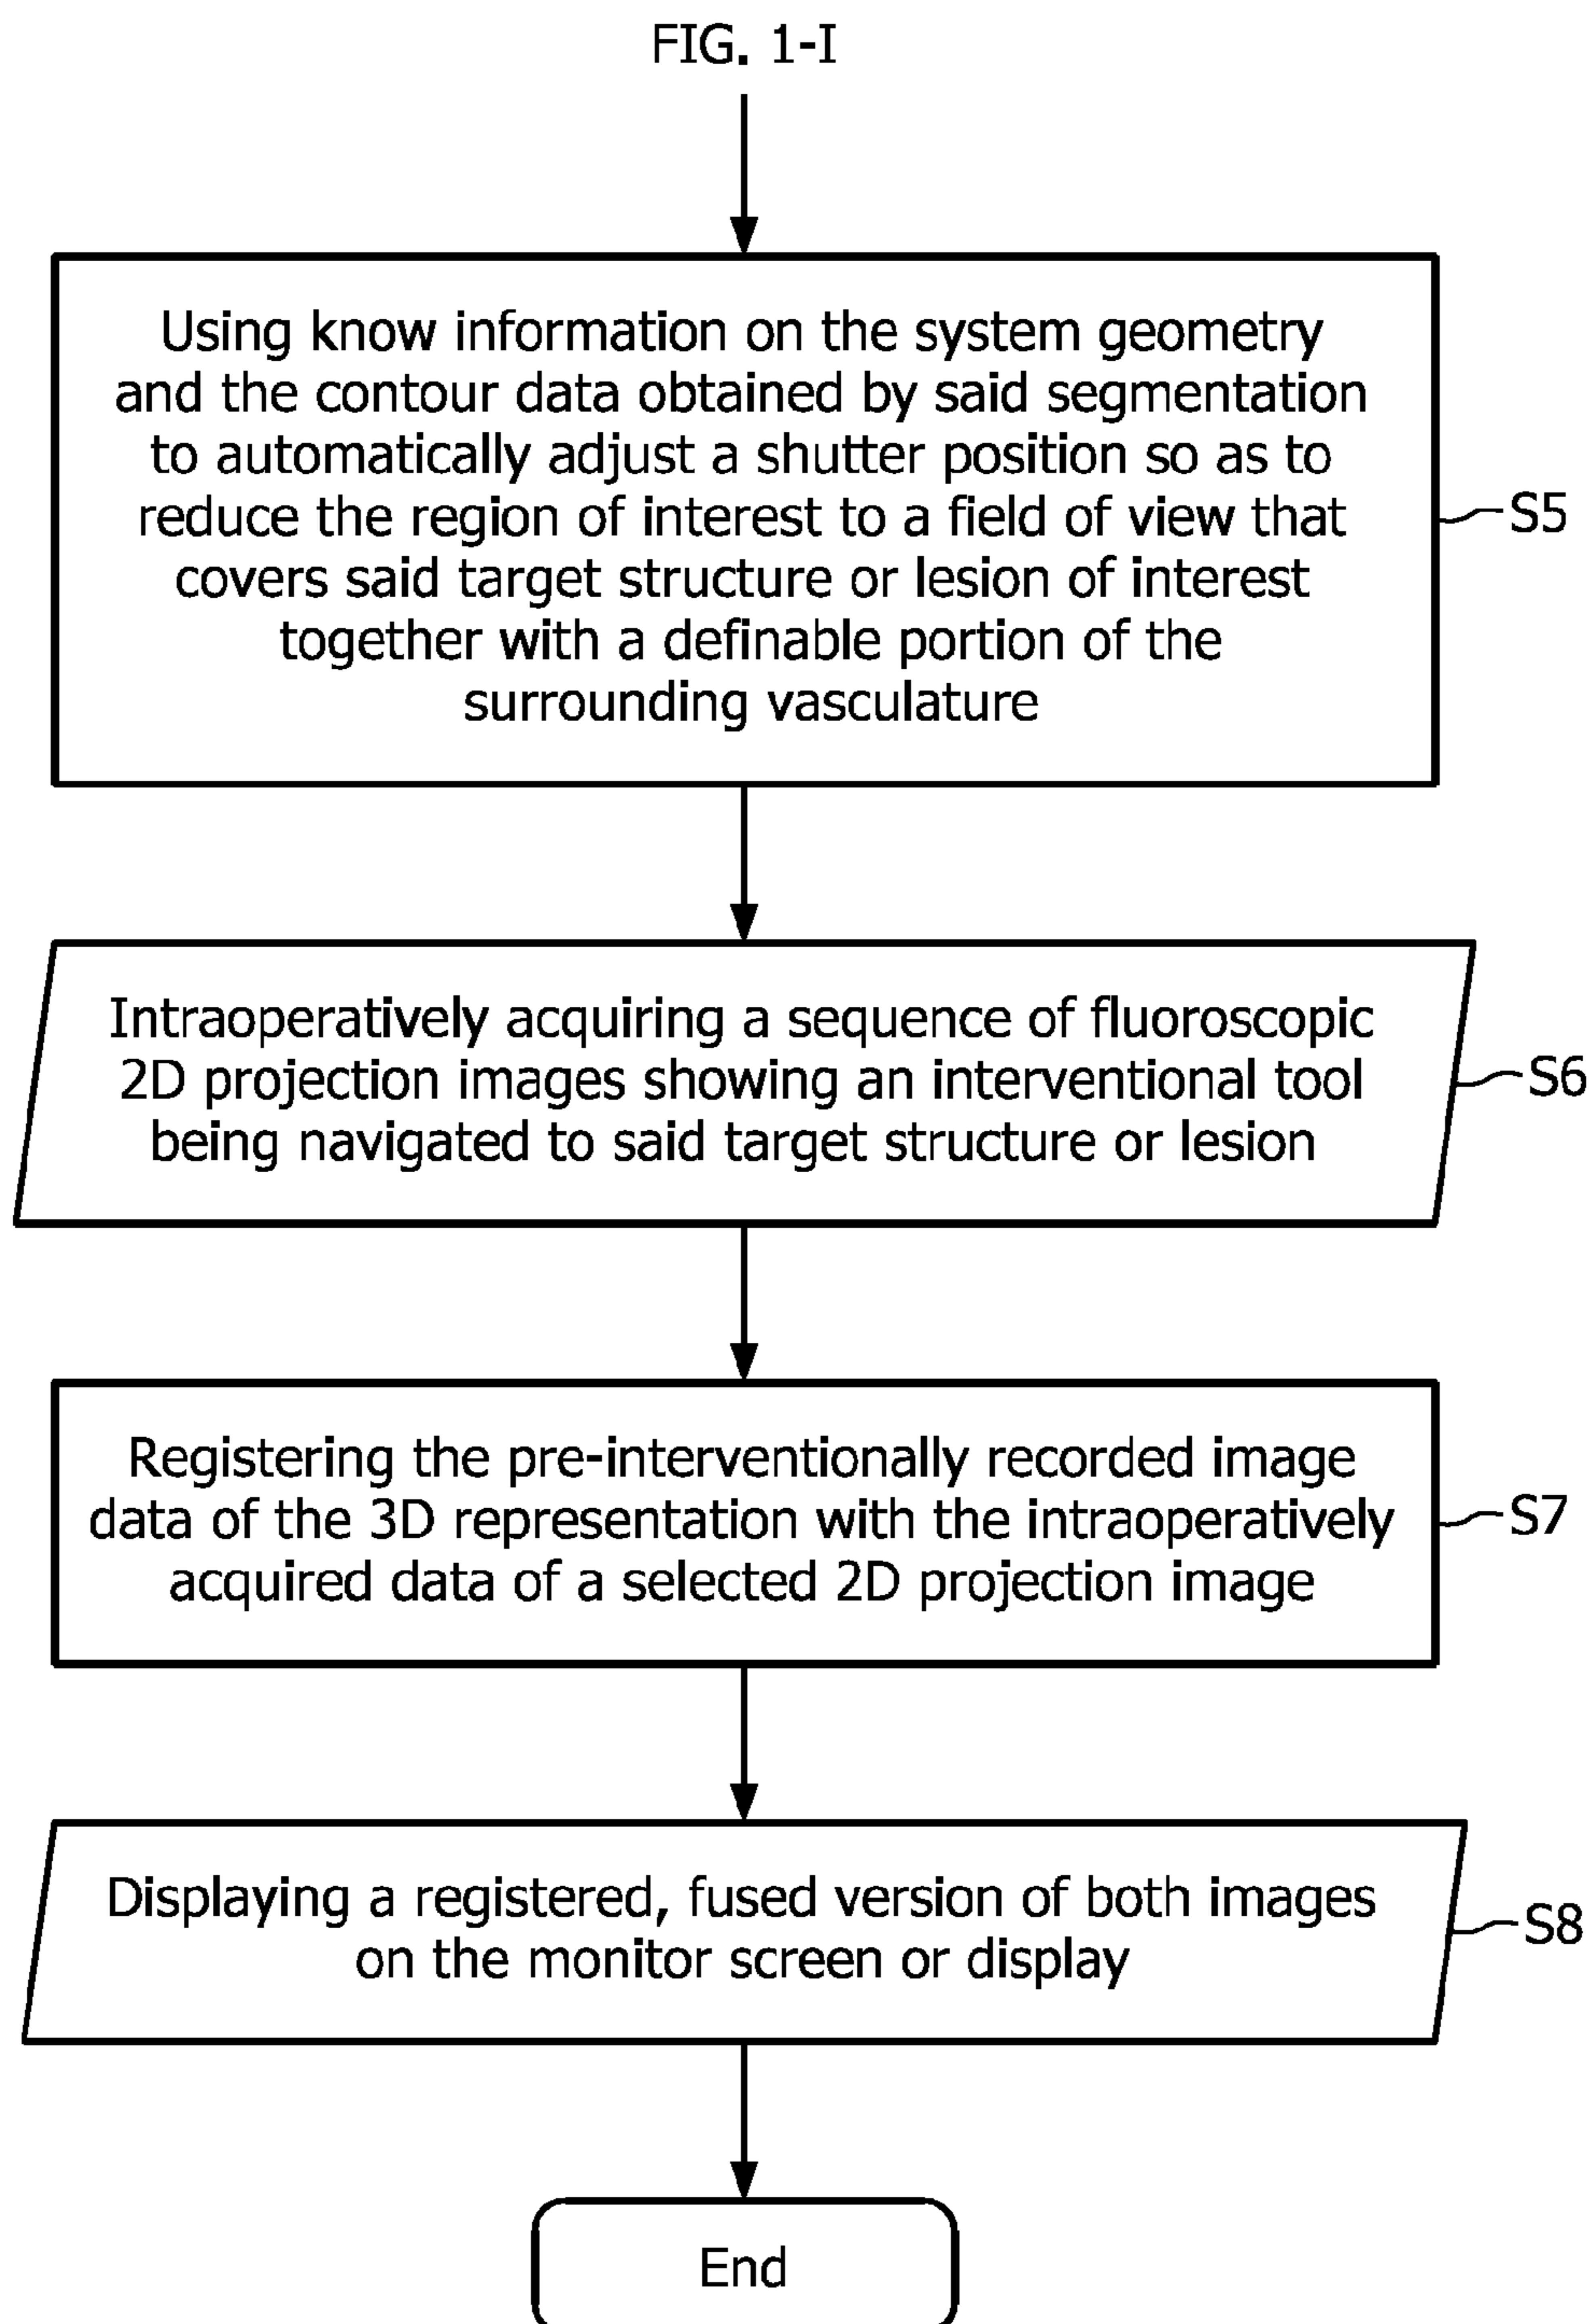 FIG. 1-I
Using know information on the system geometry
and the contour data obtained by said segmentation
to automatically adjust a shutter position so as to
reduce the region of interest to a field of view that
covers said target structure or lesion of interest
together with a definable portion of the
surrounding vasculature
S5
Intraoperatively acquiring a sequence of fluoroscopic
2D projection images showing an interventional tool
being navigated to said target structure or lesion
S6
Registering the pre-interventionally recorded image
data of the 3D representation with the intraoperatively
acquired data of a selected 2D projection image
S7
Displaying a registered, fused version of both images
on the monitor screen or display
S8
End